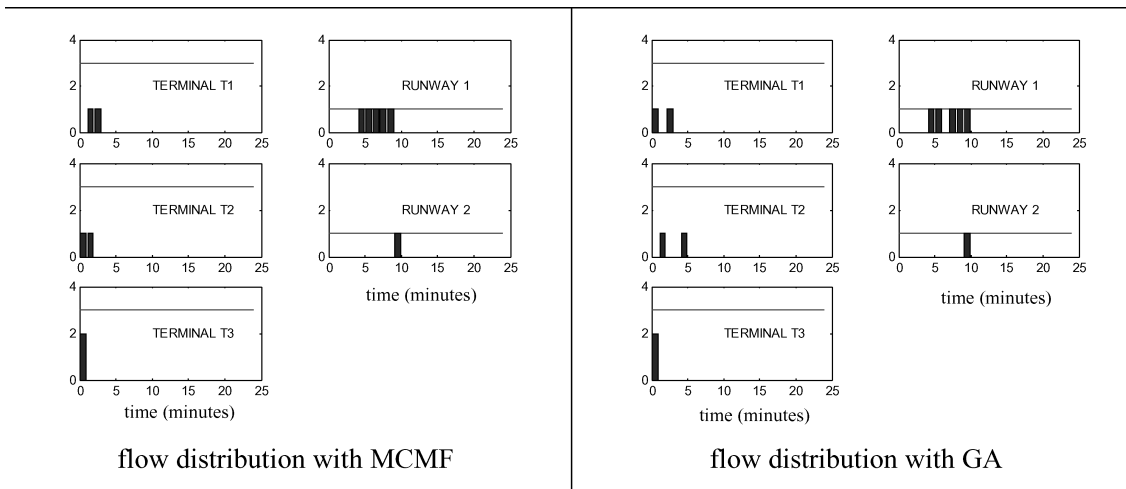 4
2
0
0 5 10 15 20 25
TERMINAL T1
4
2
0
0 5 10 15 20 25
RUNWAY 1
4
2
0
0 5 10 15 20 25
TERMINAL T2
4
2
0
0 5 10 15 20 25
RUNWAY 2
time (minutes)
4
2
0
0 5 10 15 20 25
TERMINAL T3
time (minutes)
flow distribution with MCMF
4
2
0
0 5 10 15 20 25
TERMINAL T1
4
2
0
0 5 10 15 20 25
RUNWAY 1
4
2
0
0 5 10 15 20 25
TERMINAL T2
4
2
0
0 5 10 15 20 25
RUNWAY 2
time (minutes)
4
2
0
0 5 10 15 20 25
TERMINAL T3
time (minutes)
flow distribution with GA